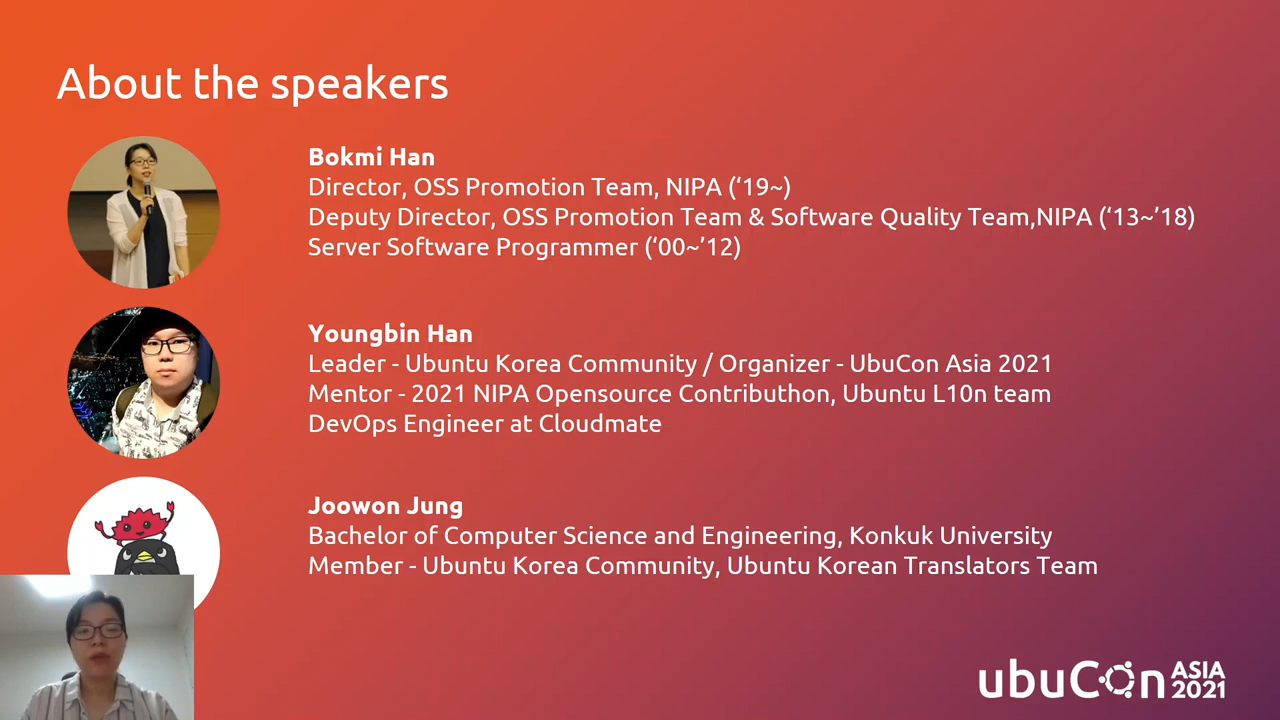 About the speakers
Bokmi Han
Director, OSS Promotion Team, NIPA (‘19~)
Deputy Director, OSS Promotion Team & Software Quality Team,NIPA (‘13~’18)
Server Software Programmer (‘00~’12)
Youngbin Han
Leader - Ubuntu Korea Community / Organizer - UbuCon Asia 2021
Mentor - 2021 NIPA Opensource Contributhon, Ubuntu L10n team
DevOps Engineer at Cloudmate
Joowon Jung
Bachelor of Computer Science and Engineering, Konkuk University
Member - Ubuntu Korea Community, Ubuntu Korean Translators Team
ubuCon ASIA
2021